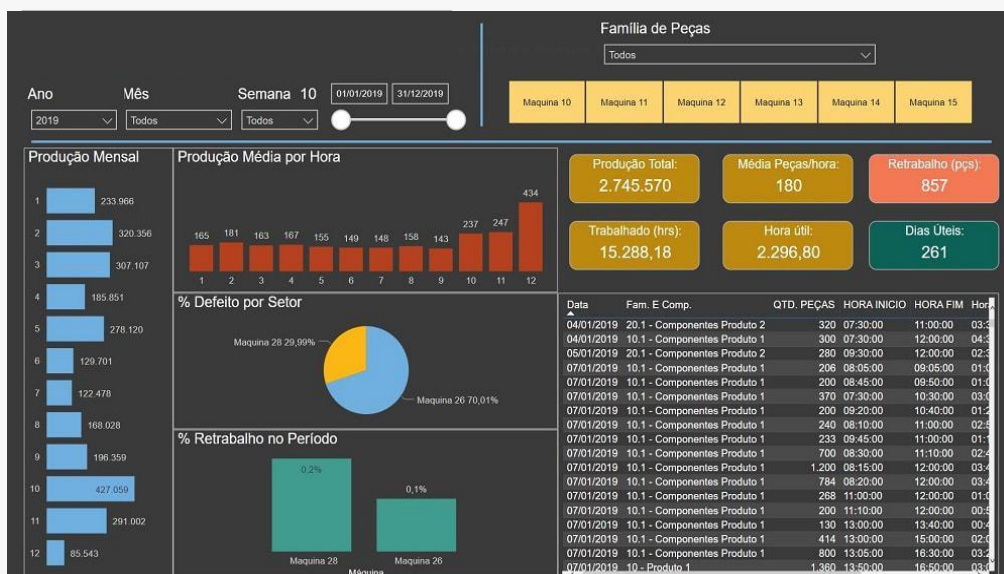 Família de Peças
Todos
Ano Mês Semana 10 01/01/2019 31/12/2019
2019 Todos Todos
Maquina 10 Maquina 11 Maquina 12 Maquina 13 Maquina 14 Maquina 15
Produção Mensal
1 233.966
2 320.356
3 307.107
4 185.851
5 278.120
6 129.701
7 122.478
8 168.028
9 196.359
10 427.059
11 291.002
12 85.543
Produção Média por Hora
165 181 163 167 155 149 148 158 143 237 247 434
1 2 3 4 5 6 7 8 9 10 11 12
% Defeito por Setor
Maquina 28 29,99%
Maquina 26 70,01%
% Retrabalho no Período
0,2% 0,1%
Maquina 28 Maquina 26
Máquina
Produção Total: Média Peças/hora: Retrabalho (pçs):
2.745.570 180 857
Trabalhado (hrs): Hora útil: Dias Úteis:
15.288,18 2.296,80 261
Data Fam. E Comp. QTD. PEÇAS HORA INICIO HORA FIM
04/01/2019 20.1 - Componentes Produto 2 320 07:30:00 11:00:00
04/01/2019 10.1 - Componentes Produto 1 300 07:30:00 12:00:00
05/01/2019 20.1 - Componentes Produto 2 280 09:30:00 12:00:00
07/01/2019 10.1 - Componentes Produto 1 206 08:05:00 09:05:00
07/01/2019 10.1 - Componentes Produto 1 200 08:45:00 09:50:00
07/01/2019 10.1 - Componentes Produto 1 370 07:30:00 10:30:00
07/01/2019 10.1 - Componentes Produto 1 200 09:20:00 10:40:00
07/01/2019 10.1 - Componentes Produto 1 240 08:10:00 11:00:00
07/01/2019 10.1 - Componentes Produto 1 233 09:45:00 11:00:00
07/01/2019 10.1 - Componentes Produto 1 700 08:30:00 11:10:00
07/01/2019 10.1 - Componentes Produto 1 1.200 08:15:00 12:00:00
07/01/2019 10.1 - Componentes Produto 1 784 08:20:00 12:00:00
07/01/2019 10.1 - Componentes Produto 1 268 11:00:00 12:00:00
07/01/2019 10.1 - Componentes Produto 1 200 11:10:00 12:00:00
07/01/2019 10.1 - Componentes Produto 1 130 13:00:00 13:40:00
07/01/2019 10.1 - Componentes Produto 1 414 13:00:00 15:00:00
07/01/2019 10.1 - Componentes Produto 1 800 13:05:00 16:30:00
07/01/2019 10 - Produto 1 1.360 13:50:00 16:50:00